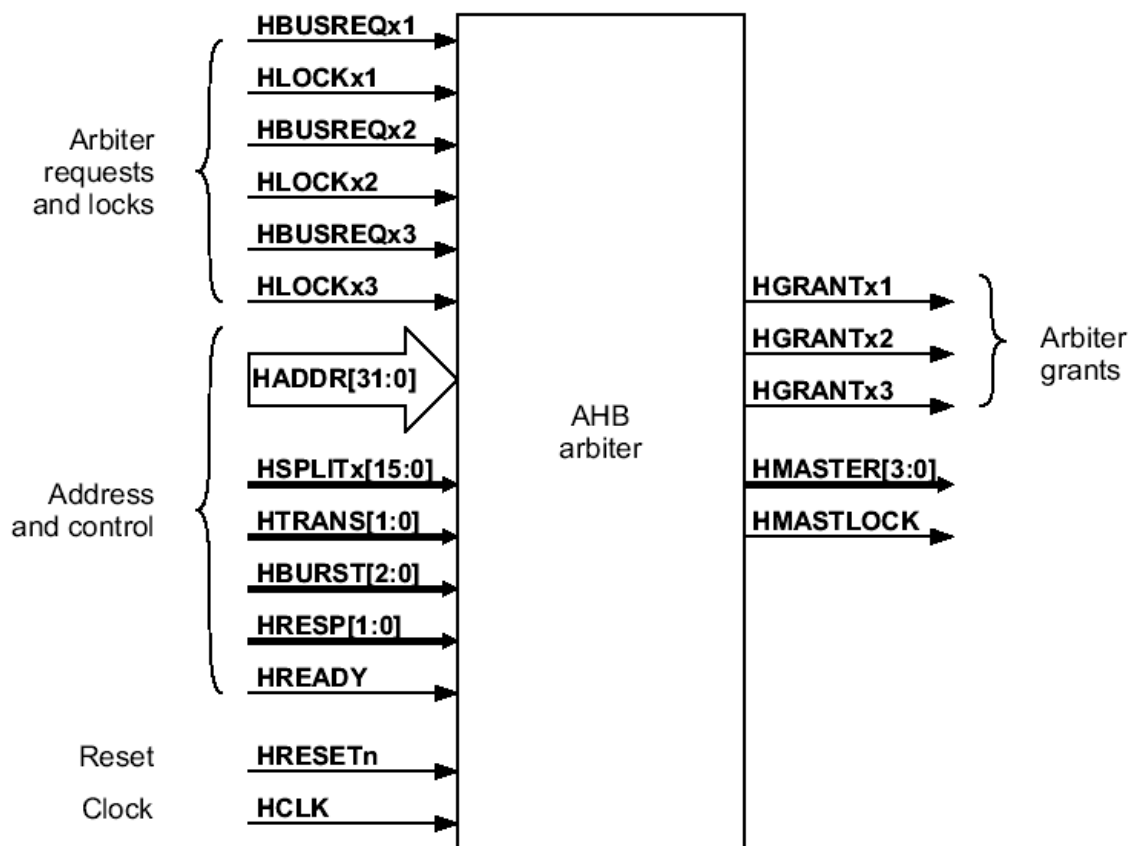 HBUSREQx1
HLOCKx1
HBUSREQx2
HLOCKx2
HBUSREQx3
HLOCKx3
Arbiter
requests
and locks
HADDR[31:0]
HSPLITx[15:0]
HTRANS[1:0]
HBURST[2:0]
HRESP[1:0]
HREADY
Address
and control
Reset
HRESETn
Clock
HCLK
AHB
arbiter
HGRANTx1
HGRANTx2
HGRANTx3
Arbiter
grants
HMASTER[3:0]
HMASTLOCK